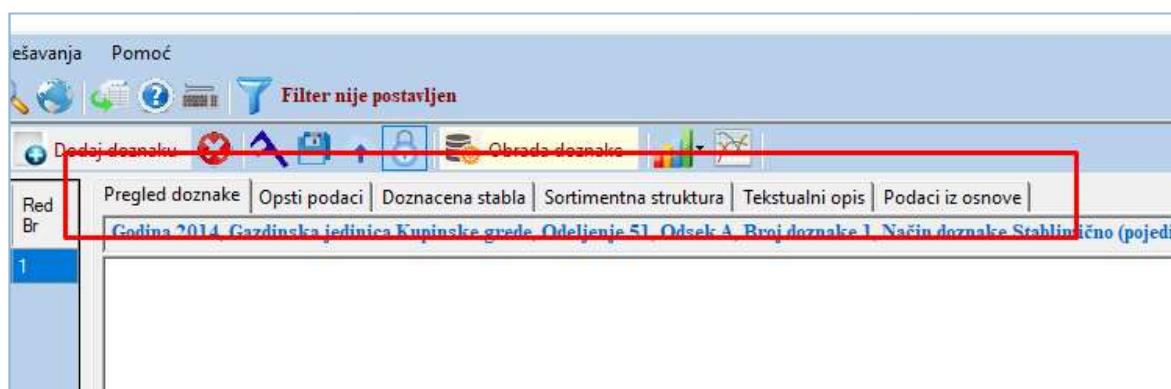 ešavanja Pomoć
Filter nije postavljen
Dodaj doznaku Obrada doznake
Red Br
Pregled doznake Opsti podaci Doznacena stabla Sortimentna struktura Tekstualni opis Podaci iz osnove
Godina 2014, Gazdinska jedinica Kupinske grede, Odeljenje 51, Odsek A, Broj doznake 1, Način doznake Stablimično (pojedi
1